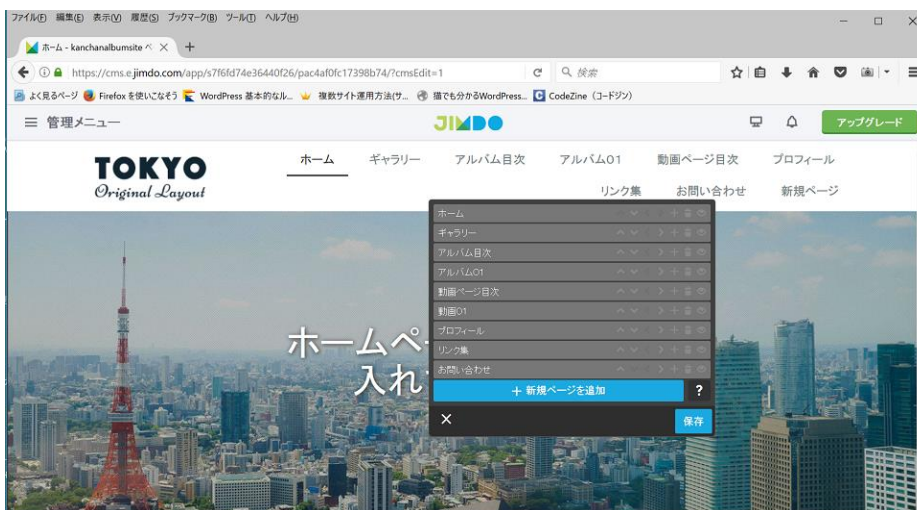 ファイル(F) 編集(E) 表示(V) 履歴(S) ブックマーク(B) ツール(T) ヘルプ(H)
ホーム - kanchanalbumsite ペ
https://cms.e.jimdo.com/app/s7f6fd74e36440f26/pac4af0fc17398b74/?cmsEdit=1
検索
よく見るページ Firefox を使いこなそう WordPress 基本的なル... 複数サイト運用方法(サ... 猫でも分かるWordPress... CodeZine（コードジン）
管理メニュー
JIMDO
アップグレード
TOKYO
Original Layout
ホーム ギャラリー アルバム目次 アルバム01 動画ページ目次 プロフィール
リンク集 お問い合わせ 新規ページ
ホーム
ギャラリー
アルバム目次
アルバム01
動画ページ目次
動画01
プロフィール
リンク集
お問い合わせ
+ 新規ページを追加 ?
保存
ホームペ
入れ